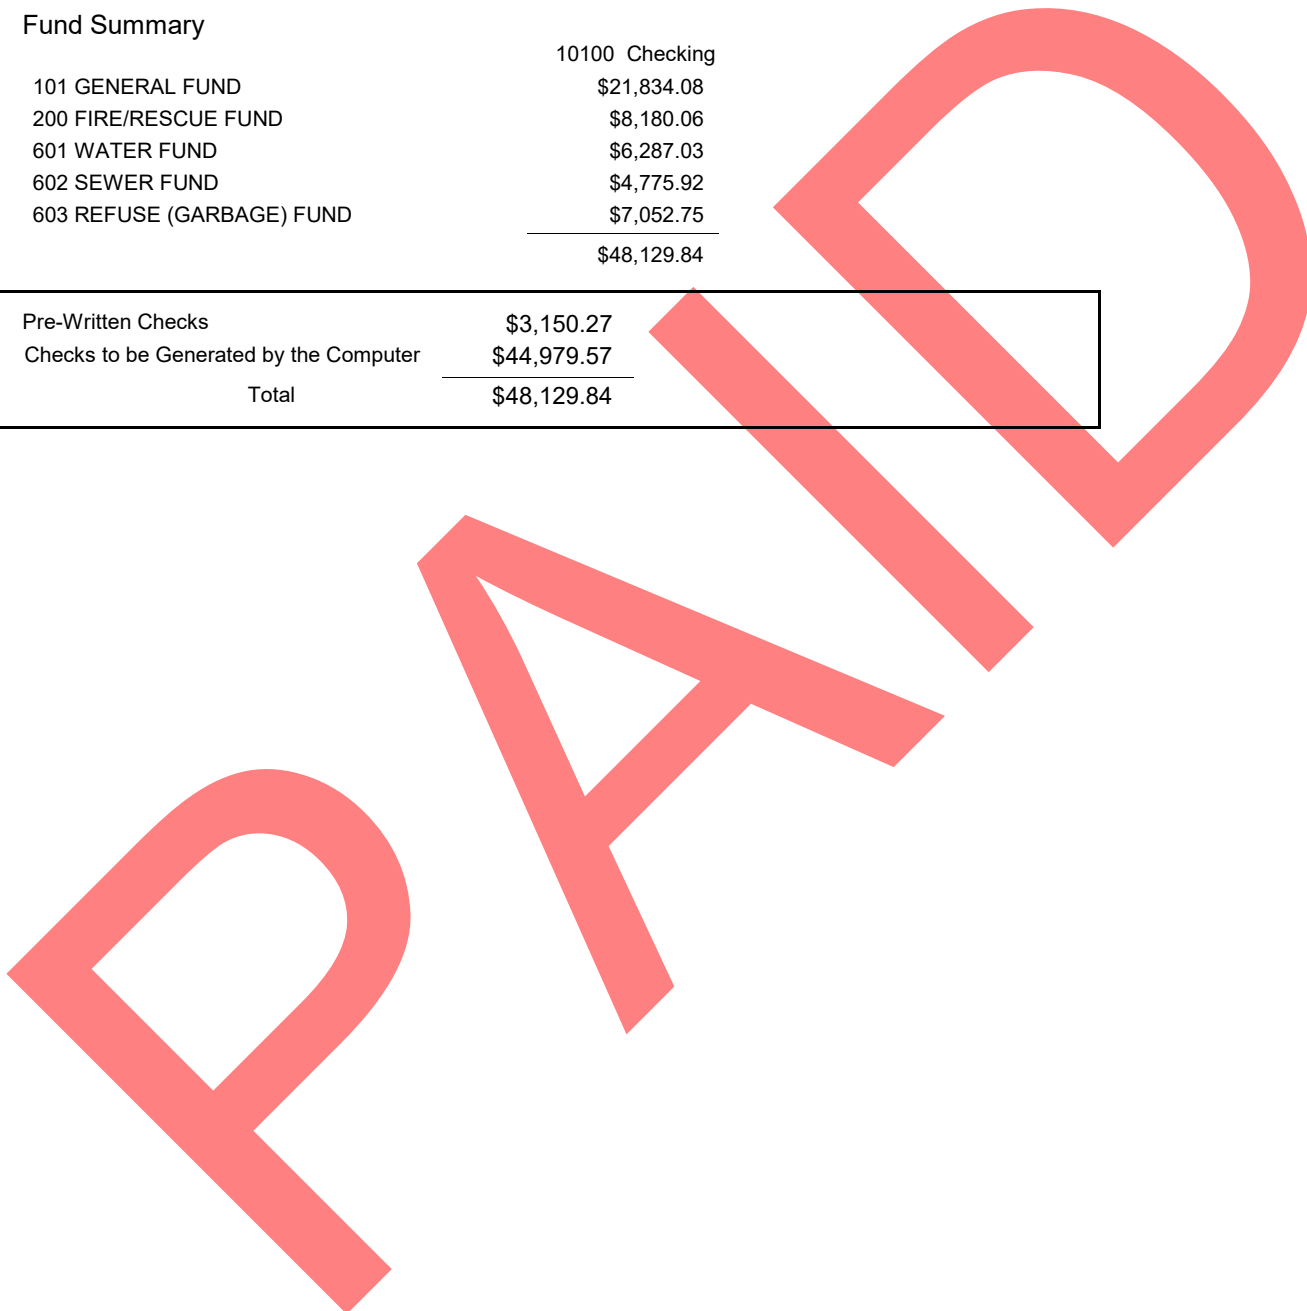 Fund Summary
10100 Checking
101 GENERAL FUND $21,834.08
200 FIRE/RESCUE FUND $8,180.06
601 WATER FUND $6,287.03
602 SEWER FUND $4,775.92
603 REFUSE (GARBAGE) FUND $7,052.75
$48,129.84
Pre-Written Checks $3,150.27
Checks to be Generated by the Computer $44,979.57
Total $48,129.84
PAID